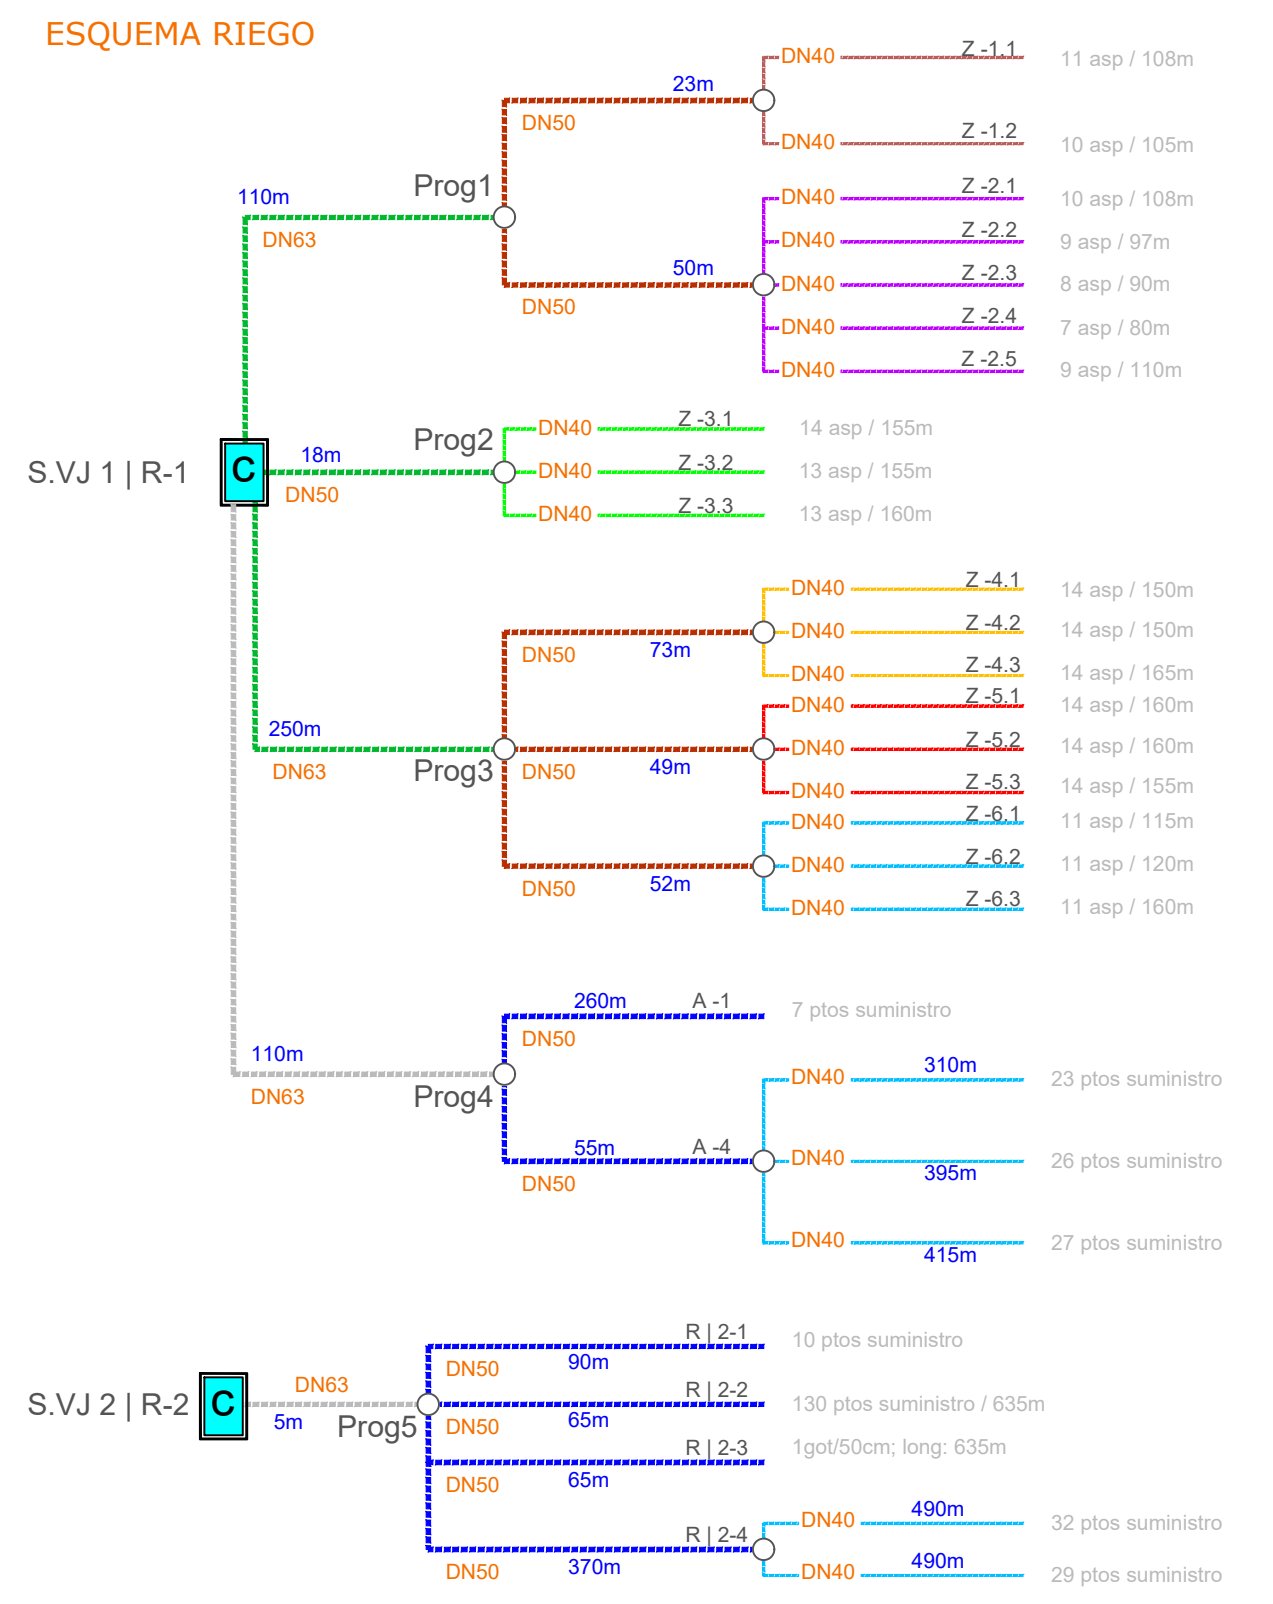 ESQUEMA RIEGO
DN40 Z -1.1 11 asp / 108m
23m
DN50
DN40 Z -1.2 10 asp / 105m
Prog1
110m
DN63
DN40 Z -2.1 10 asp / 108m
DN40 Z -2.2 9 asp / 97m
50m
DN40 Z -2.3 8 asp / 90m
DN50
DN40 Z -2.4 7 asp / 80m
DN40 Z -2.5 9 asp / 110m
DN40 Z -3.1 14 asp / 155m
Prog2
S.VJ 1 | R-1 C 18m
DN50
DN40 Z -3.2 13 asp / 155m
DN40 Z -3.3 13 asp / 160m
DN40 Z -4.1 14 asp / 150m
DN40 Z -4.2 14 asp / 150m
DN50 73m
DN40 Z -4.3 14 asp / 165m
DN40 Z -5.1 14 asp / 160m
250m
DN63
Prog3
DN40 Z -5.2 14 asp / 160m
DN50 49m
DN40 Z -5.3 14 asp / 155m
DN40 Z -6.1 11 asp / 115m
DN40 Z -6.2 11 asp / 120m
DN50 52m
DN40 Z -6.3 11 asp / 160m
260m A -1 7 ptos suministro
DN50
110m
DN63
Prog4
DN40 310m 23 ptos suministro
55m A -4
DN50
DN40 395m 26 ptos suministro
DN40 415m 27 ptos suministro
R | 2-1 10 ptos suministro
DN50 90m
S.VJ 2 | R-2 C DN63
5m
Prog5
R | 2-2 130 ptos suministro / 635m
DN50 65m
R | 2-3 1got/50cm; long: 635m
DN50 65m
R | 2-4
DN50 370m
DN40 490m 32 ptos suministro
DN40 490m 29 ptos suministro